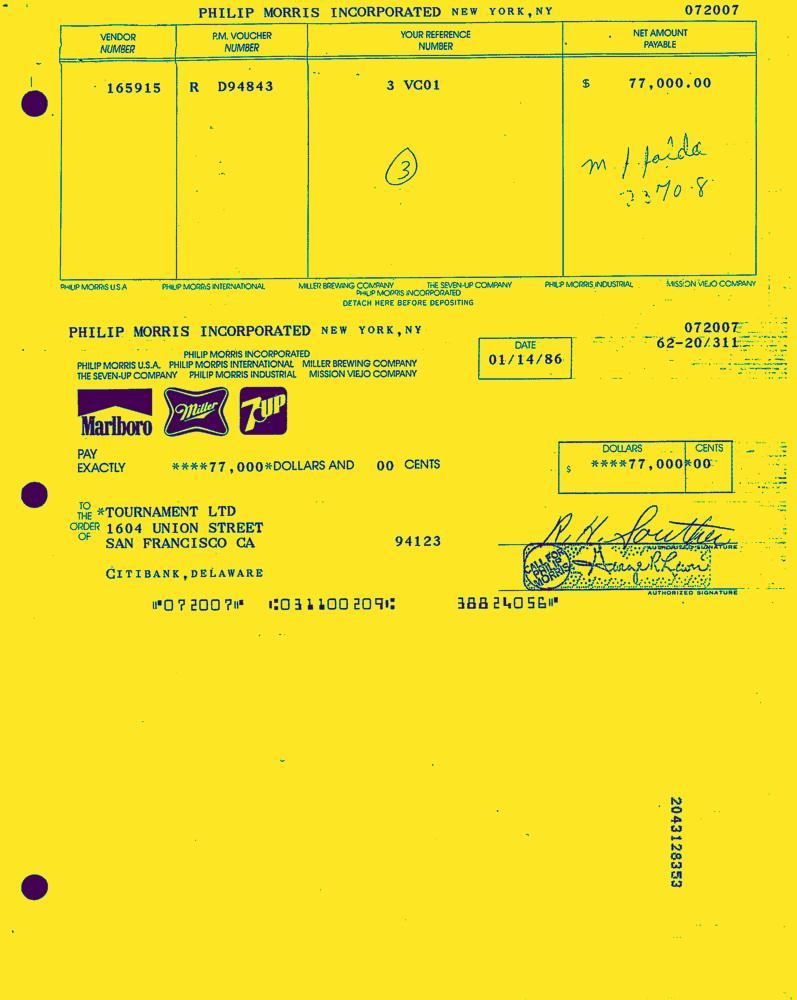 PHILIP MORRIS INCORPORATED NEW YORK, NY 072007
VENDOR NUMBER P.M. VOUCHER NUMBER YOUR REFERENCE NUMBER NET AMOUNT PAYABLE
165915 R D94843 3 VC01 $ 77,000.00
3
PHILIP MORRIS U.S.A. PHILIP MORRIS INTERNATIONAL MILLER BREWING COMPANY THE SEVEN-UP COMPANY PHILIP MORRIS INDUSTRIAL MISSION VIEJO COMPANY
PHILIP MORRIS INCORPORATED
DETACH HERE BEFORE DEPOSITING
PHILIP MORRIS INCORPORATED NEW YORK, NY 072007
62-20/311
DATE
01/14/86
PHILIP MORRIS INCORPORATED
PHILIP MORRIS U.S.A. PHILIP MORRIS INTERNATIONAL MILLER BREWING COMPANY
THE SEVEN-UP COMPANY PHILIP MORRIS INDUSTRIAL MISSION VIEJO COMPANY
Marlboro Miller 7UP
PAY EXACTLY ****77,000*DOLLARS AND 00 CENTS
DOLLARS CENTS
$ ****77,000*00
TO THE ORDER OF
*TOURNAMENT LTD
1604 UNION STREET
SAN FRANCISCO CA 94123
AUTHORIZED SIGNATURE
CALL FOR PHILIP MORRIS
CITIBANK, DELAWARE
AUTHORIZED SIGNATURE
⑈072007⑈ ⑆031100209⑆ 38824056⑈
2043128353